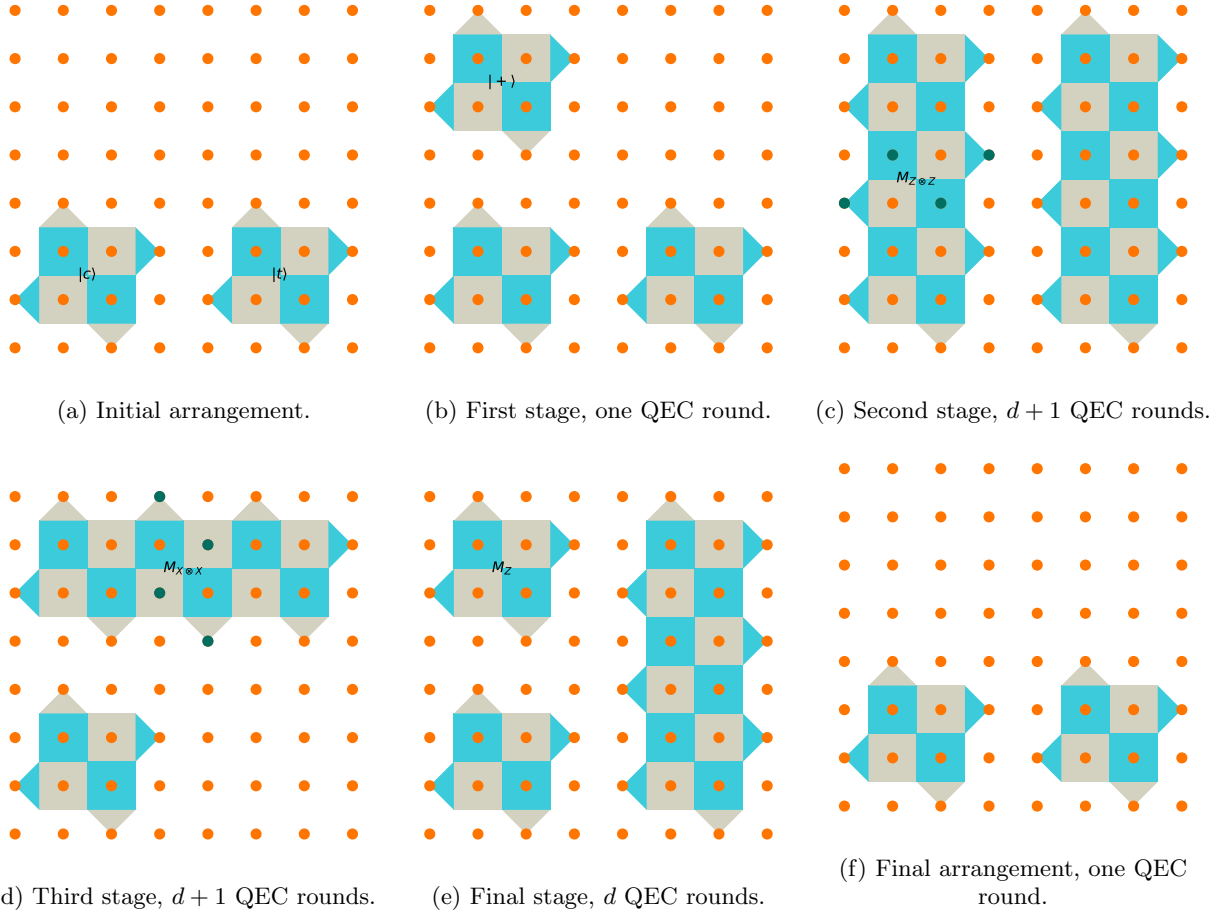 |c⟩
|t⟩
(a) Initial arrangement.
| + ⟩
(b) First stage, one QEC round.
M_{Z⊗Z}
(c) Second stage, d + 1 QEC rounds.
M_{X⊗X}
d) Third stage, d + 1 QEC rounds.
M_Z
(e) Final stage, d QEC rounds.
(f) Final arrangement, one QEC
round.